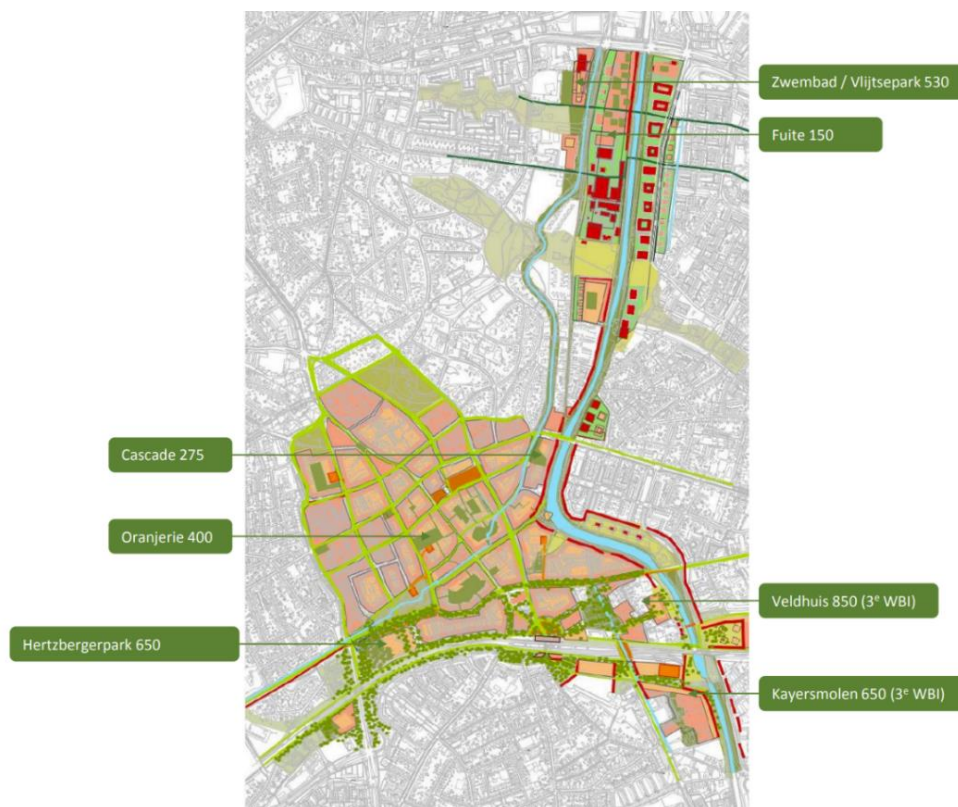 Zwembad / Vlijtsepark 530
Fuite 150
Cascade 275
Oranjerie 400
Veldhuis 850 (3e WBI)
Hertzbergerpark 650
Kayersmolen 650 (3e WBI)